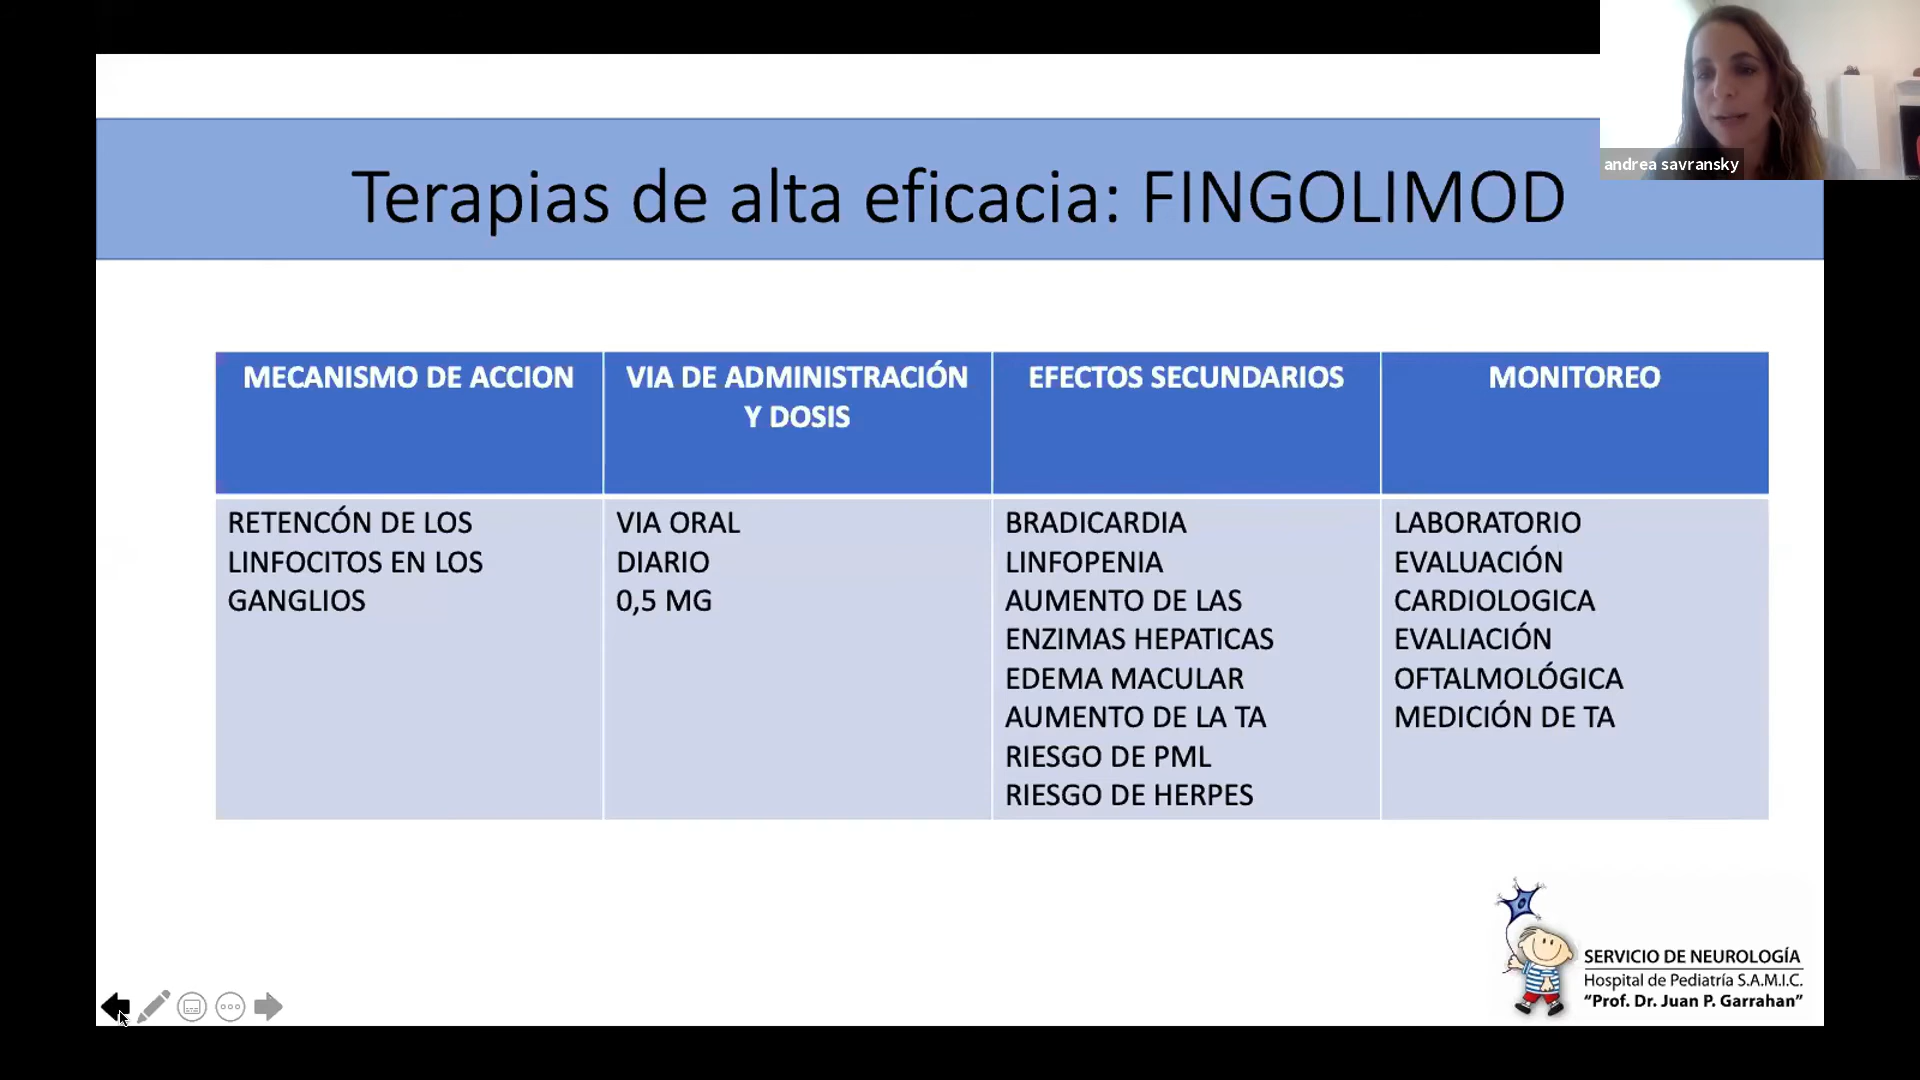 andrea savransky
Terapias de alta eficacia: FINGOLIMOD
MECANISMO DE ACCION
VIA DE ADMINISTRACIÓN
Y DOSIS
EFECTOS SECUNDARIOS
MONITOREO
RETENCÓN DE LOS
LINFOCITOS EN LOS
GANGLIOS
VIA ORAL
DIARIO
0,5 MG
BRADICARDIA
LINFOPENIA
AUMENTO DE LAS
ENZIMAS HEPATICAS
EDEMA MACULAR
AUMENTO DE LA TA
RIESGO DE PML
RIESGO DE HERPES
LABORATORIO
EVALUACIÓN
CARDIOLOGICA
EVALIACIÓN
OFTALMOLÓGICA
MEDICIÓN DE TA
SERVICIO DE NEUROLOGÍA
Hospital de Pediatría S.A.M.I.C.
“Prof. Dr. Juan P. Garrahan”